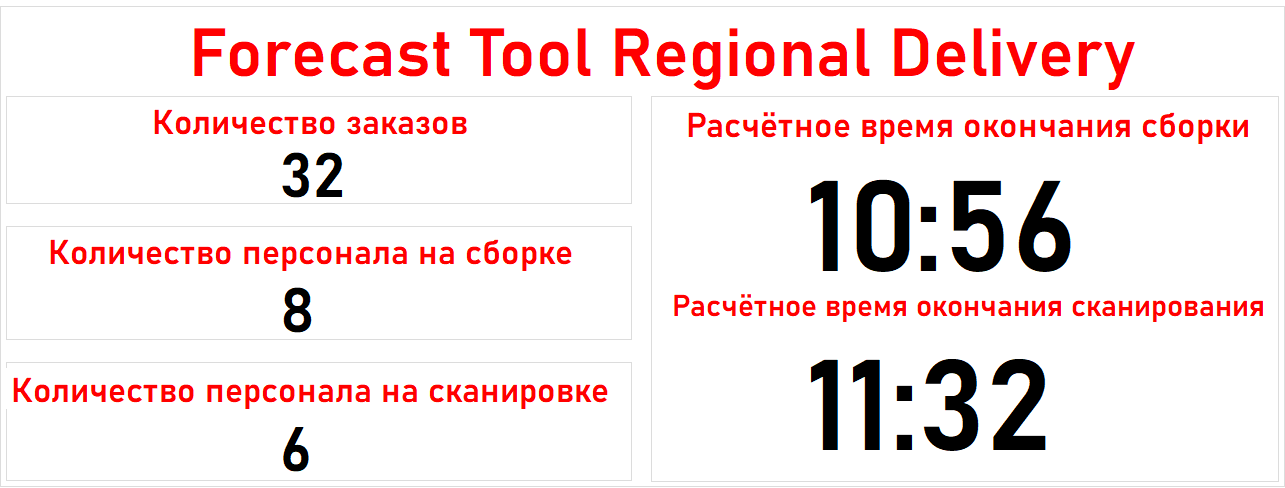 Forecast Tool Regional Delivery
Количество заказов
32
Количество персонала на сборке
8
Количество персонала на сканировке
6
Расчётное время окончания сборки
10:56
Расчётное время окончания сканирования
11:32